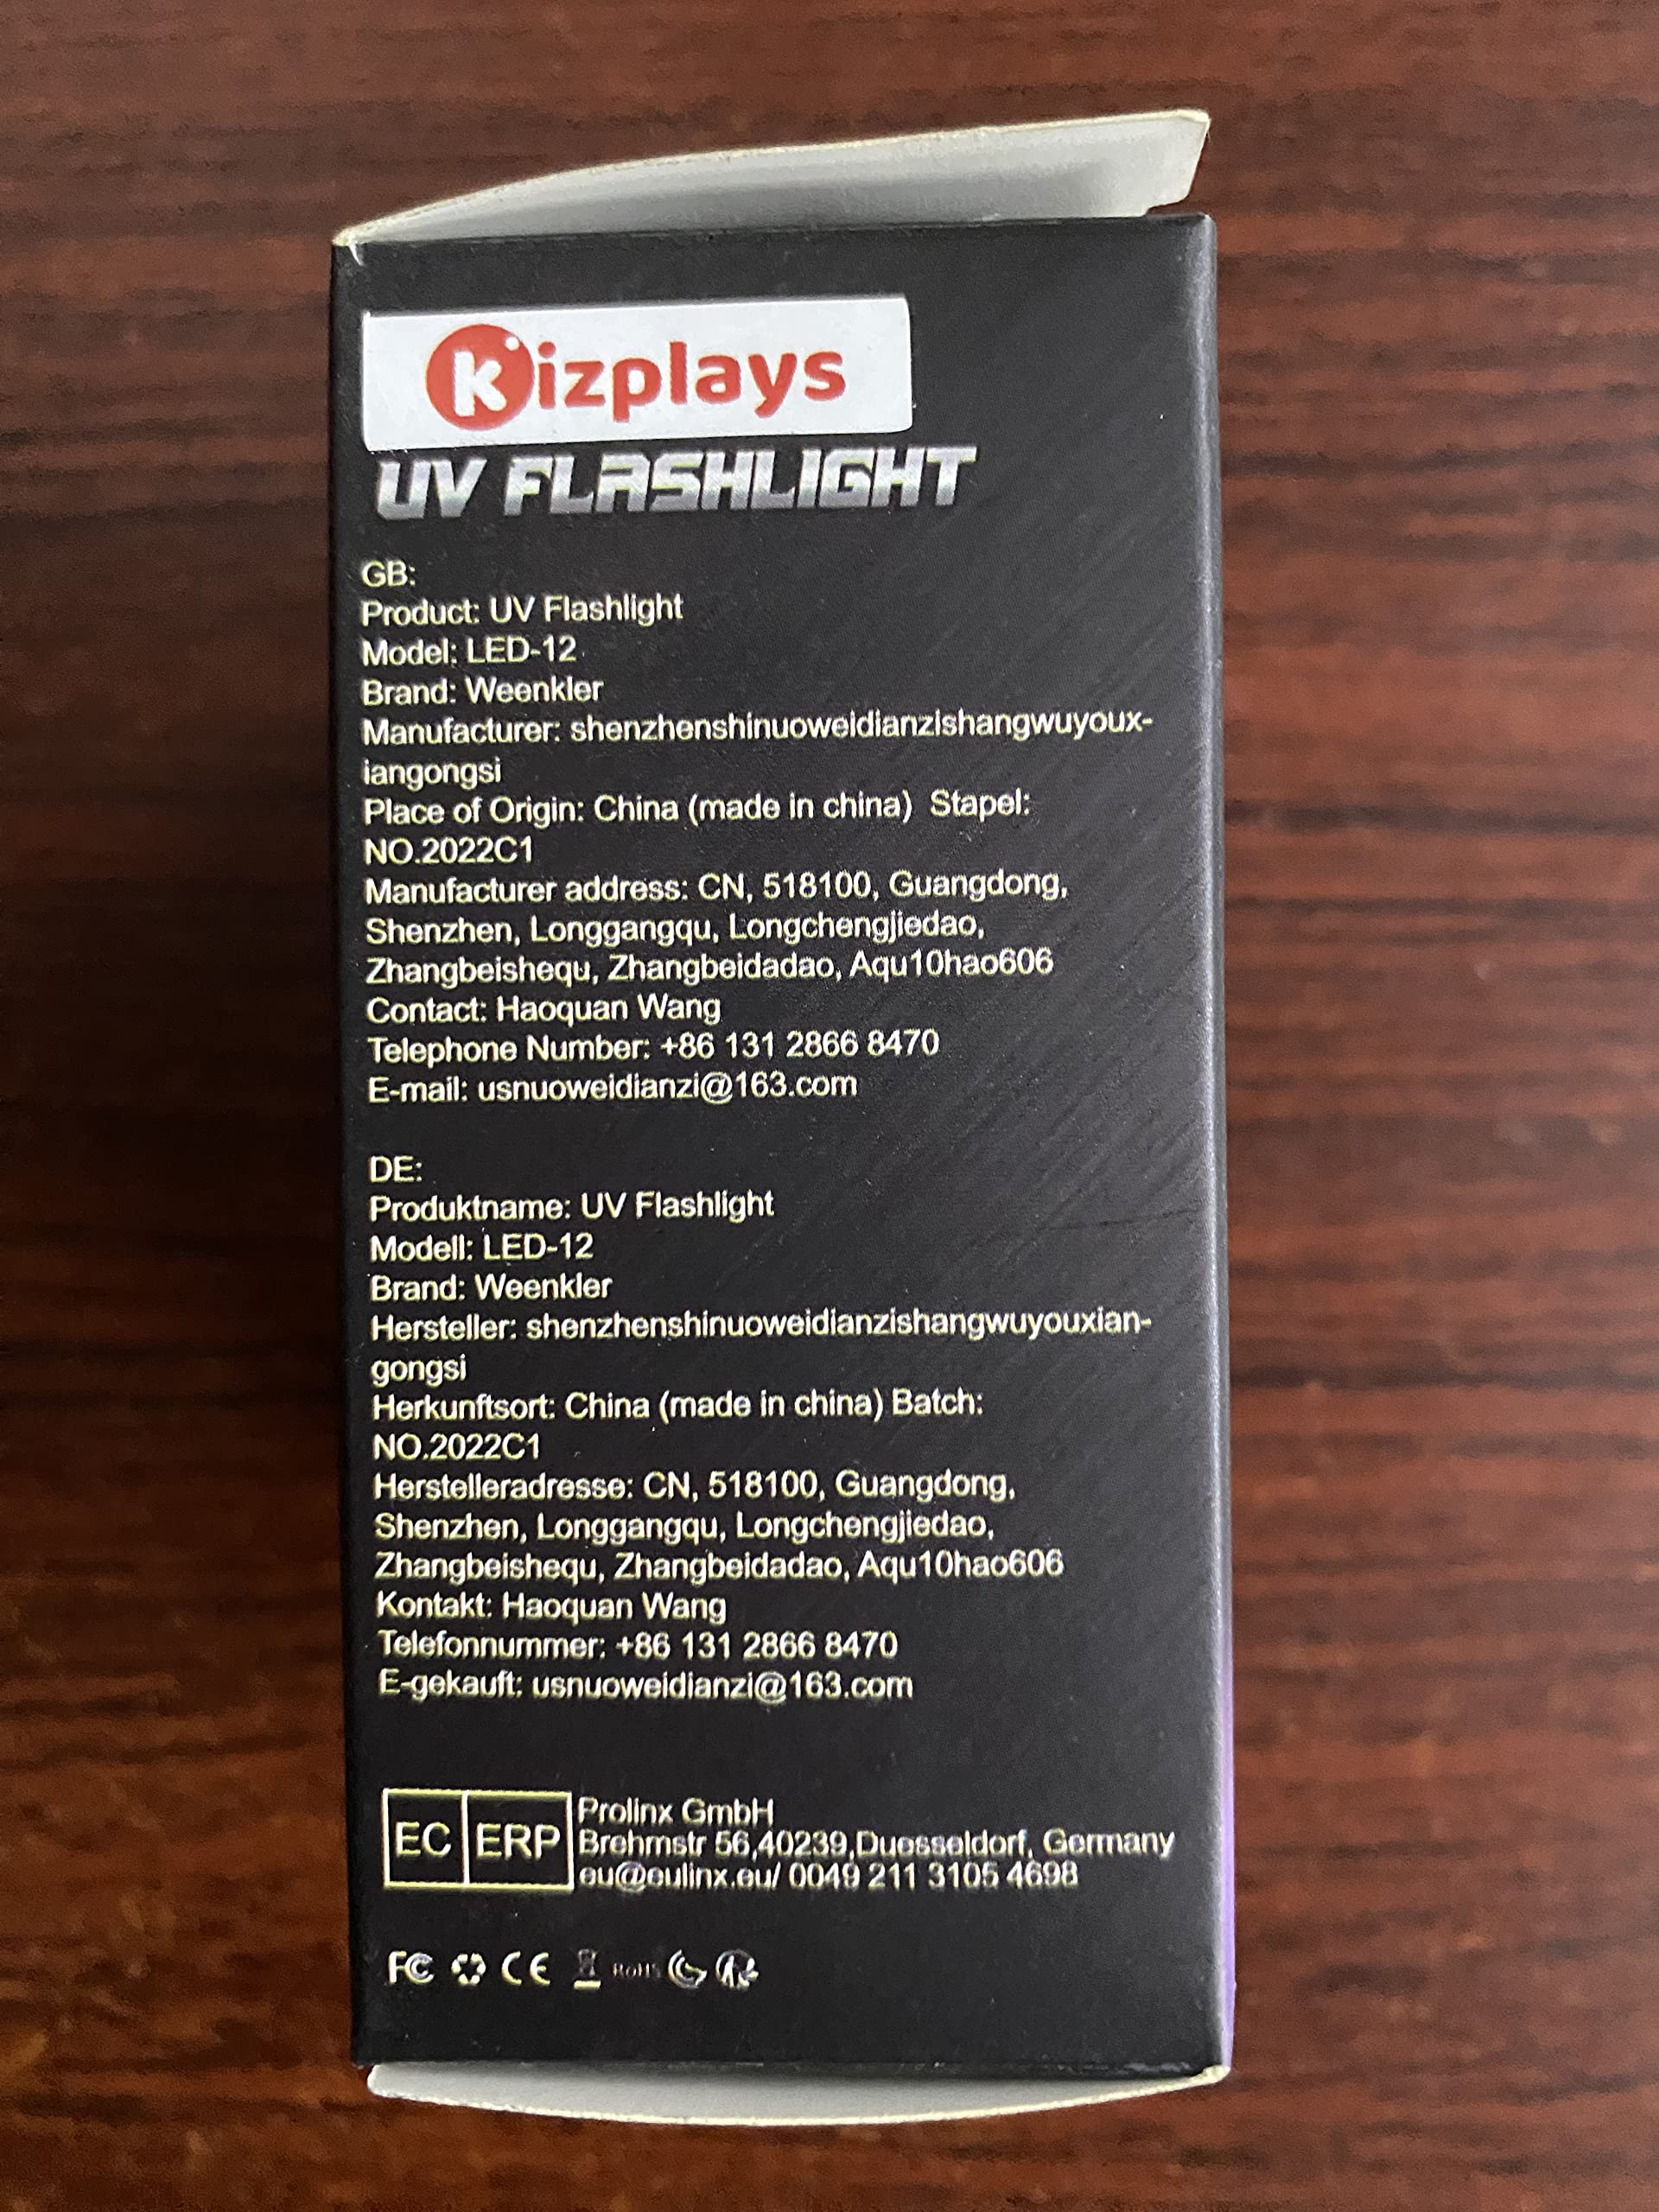 Kizplays
UV FLASHLIGHT
GB:
Product: UV Flashlight
Model: LED-12
Brand: Weenkler
Manufacturer: shenzhenshinuoweidianzishangwuyoux-
iangongsi
Place of Origin: China (made in china) Stapel:
NO.2022C1
Manufacturer address: CN, 518100, Guangdong,
Shenzhen, Longgangqu, Longchengjiedao,
Zhangbeishequ, Zhangbeidadao, Aqu10hao606
Contact: Haoquan Wang
Telephone Number: +86 131 2866 8470
E-mail: usnuoweidianzi@163.com
DE:
Produktname: UV Flashlight
Modell: LED-12
Brand: Weenkler
Hersteller: shenzhenshinuoweidianzishangwuyouxian-
gongsi
Herkunftsort: China (made in china) Batch:
NO.2022C1
Herstelleradresse: CN, 518100, Guangdong,
Shenzhen, Longgangqu, Longchengjiedao,
Zhangbeishequ, Zhangbeidadao, Aqu10hao606
Kontakt: Haoquan Wang
Telefonnummer: +86 131 2866 8470
E-gekauft: usnuoweidianzi@163.com
EC ERP
Prolinx GmbH
Brehmstr 56,40239,Duesseldorf, Germany
eu@eulinx.eu/ 0049 211 3105 4698
FC CE RoHS